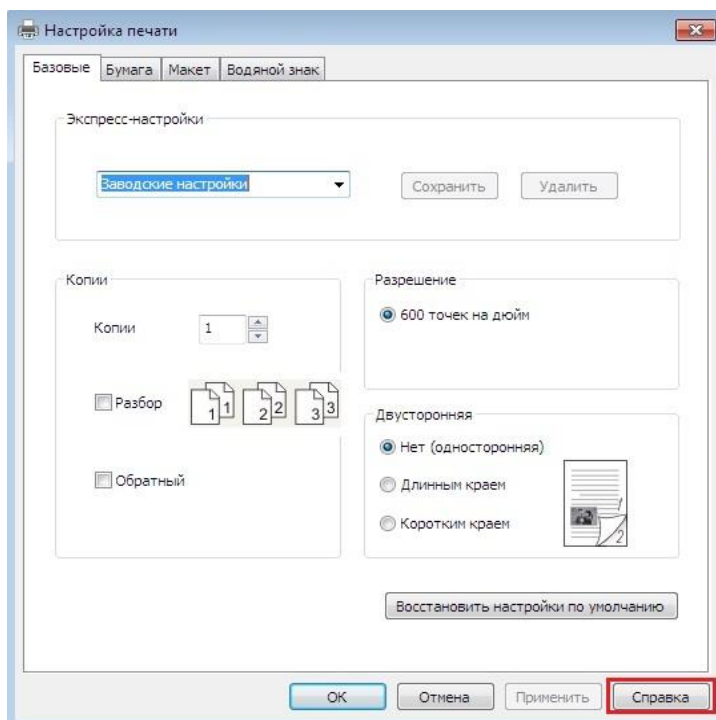 Настройка печати
Базовые Бумага Макет Водяной знак
Экспресс-настройки
Заводские настройки Сохранить Удалить
Копии
Копии 1
Разбор 1 1 2 2 3 3
Обратный
Разрешение
600 точек на дюйм
Двусторонняя
Нет (односторонняя)
Длинным краем
Коротким краем
1
2
Восстановить настройки по умолчанию
OK Отмена Применить Справка